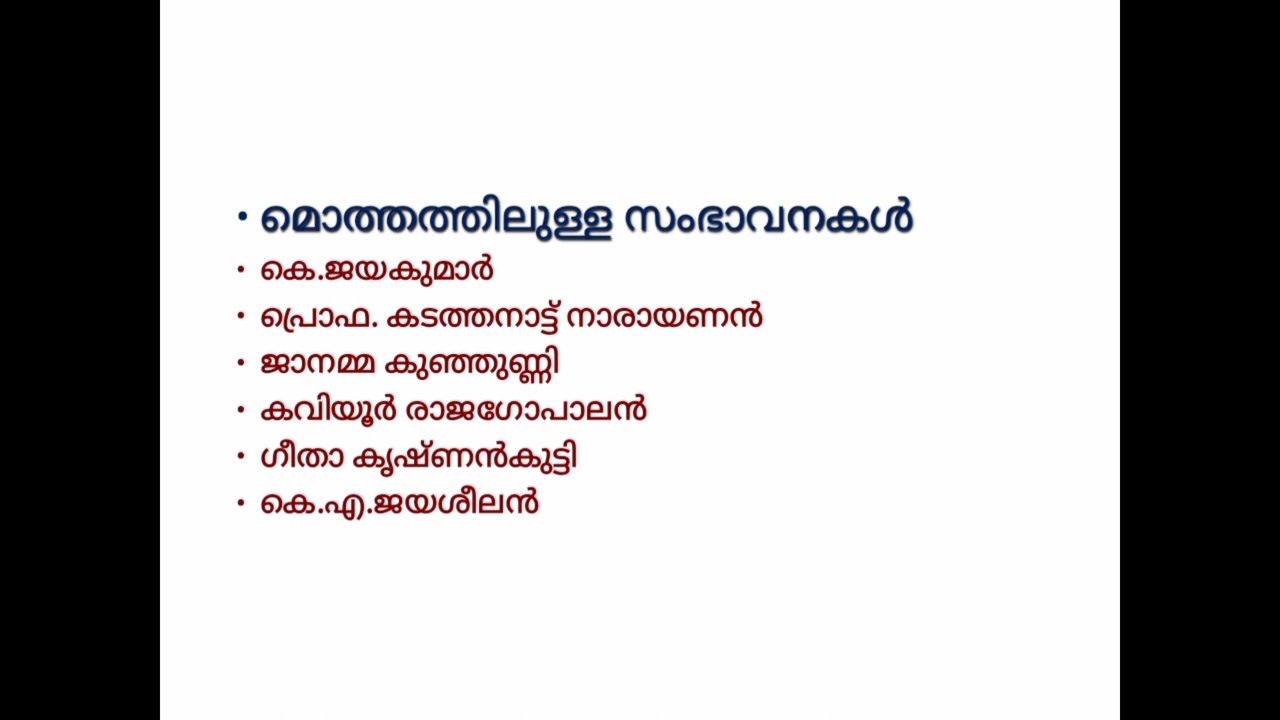 • മൊത്തത്തിലുള്ള സംഭാവനകൾ
• കെ.ജയകുമാർ
• പ്രൊഫ. കടത്തനാട്ട് നാരായണൻ
• ജാനമ്മ കുഞ്ഞുണ്ണി
• കവിയൂർ രാജഗോപാലൻ
• ഗീതാ കൃഷ്ണൻകുട്ടി
• കെ.എ.ജയശീലൻ